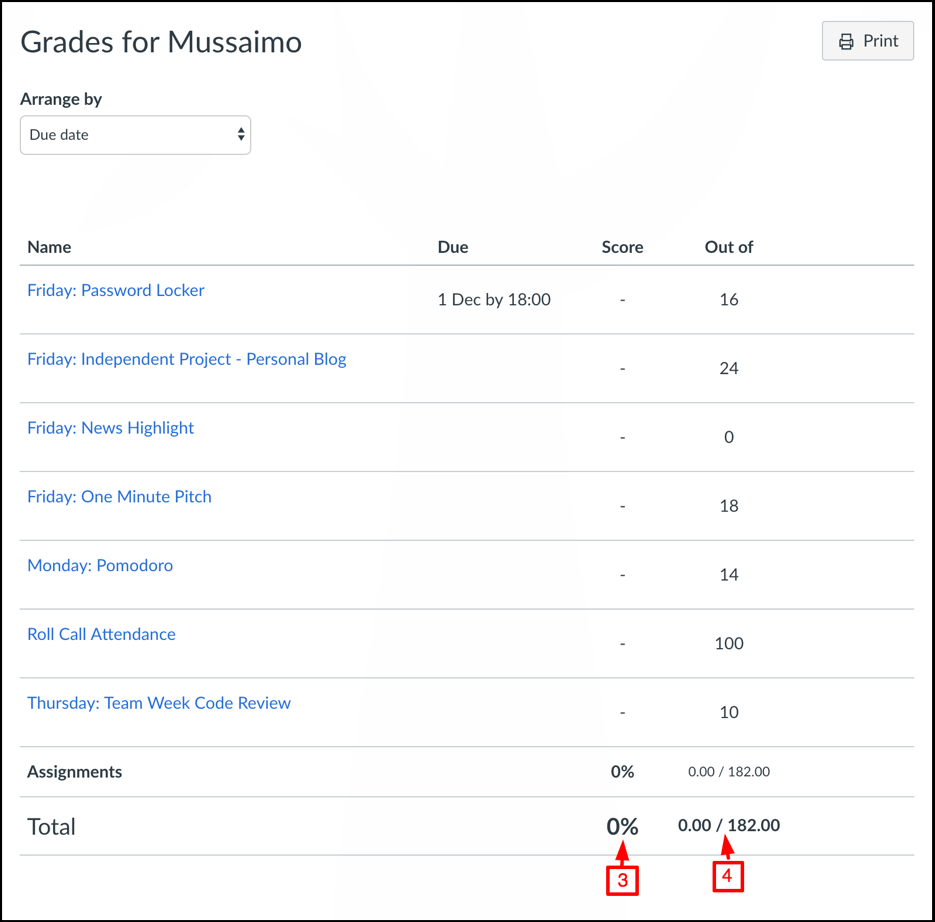 Grades for Mussaimo
Print
Arrange by
Due date
Name Due Score Out of
Friday: Password Locker 1 Dec by 18:00 - 16
Friday: Independent Project - Personal Blog - 24
Friday: News Highlight - 0
Friday: One Minute Pitch - 18
Monday: Pomodoro - 14
Roll Call Attendance - 100
Thursday: Team Week Code Review - 10
Assignments 0% 0.00 / 182.00
Total 0% 0.00 / 182.00
3 4